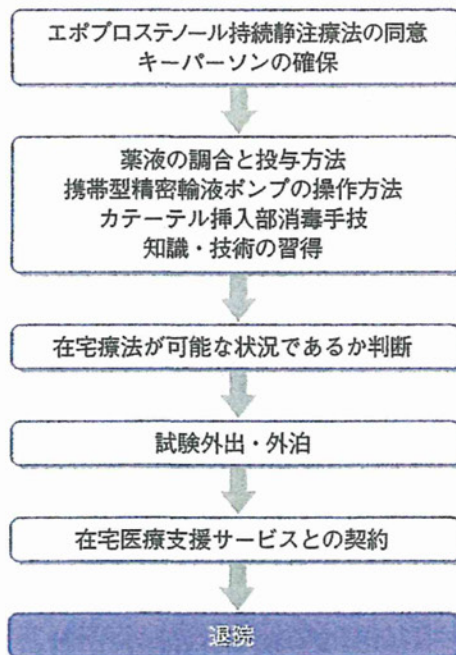 エポプロステノール持続静注療法の同意
キーパーソンの確保
薬液の調合と投与方法
携帯型精密輸液ポンプの操作方法
カテーテル挿入部消毒手技
知識・技術の習得
在宅療法が可能な状況であるか判断
試験外出・外泊
在宅医療支援サービスとの契約
退院